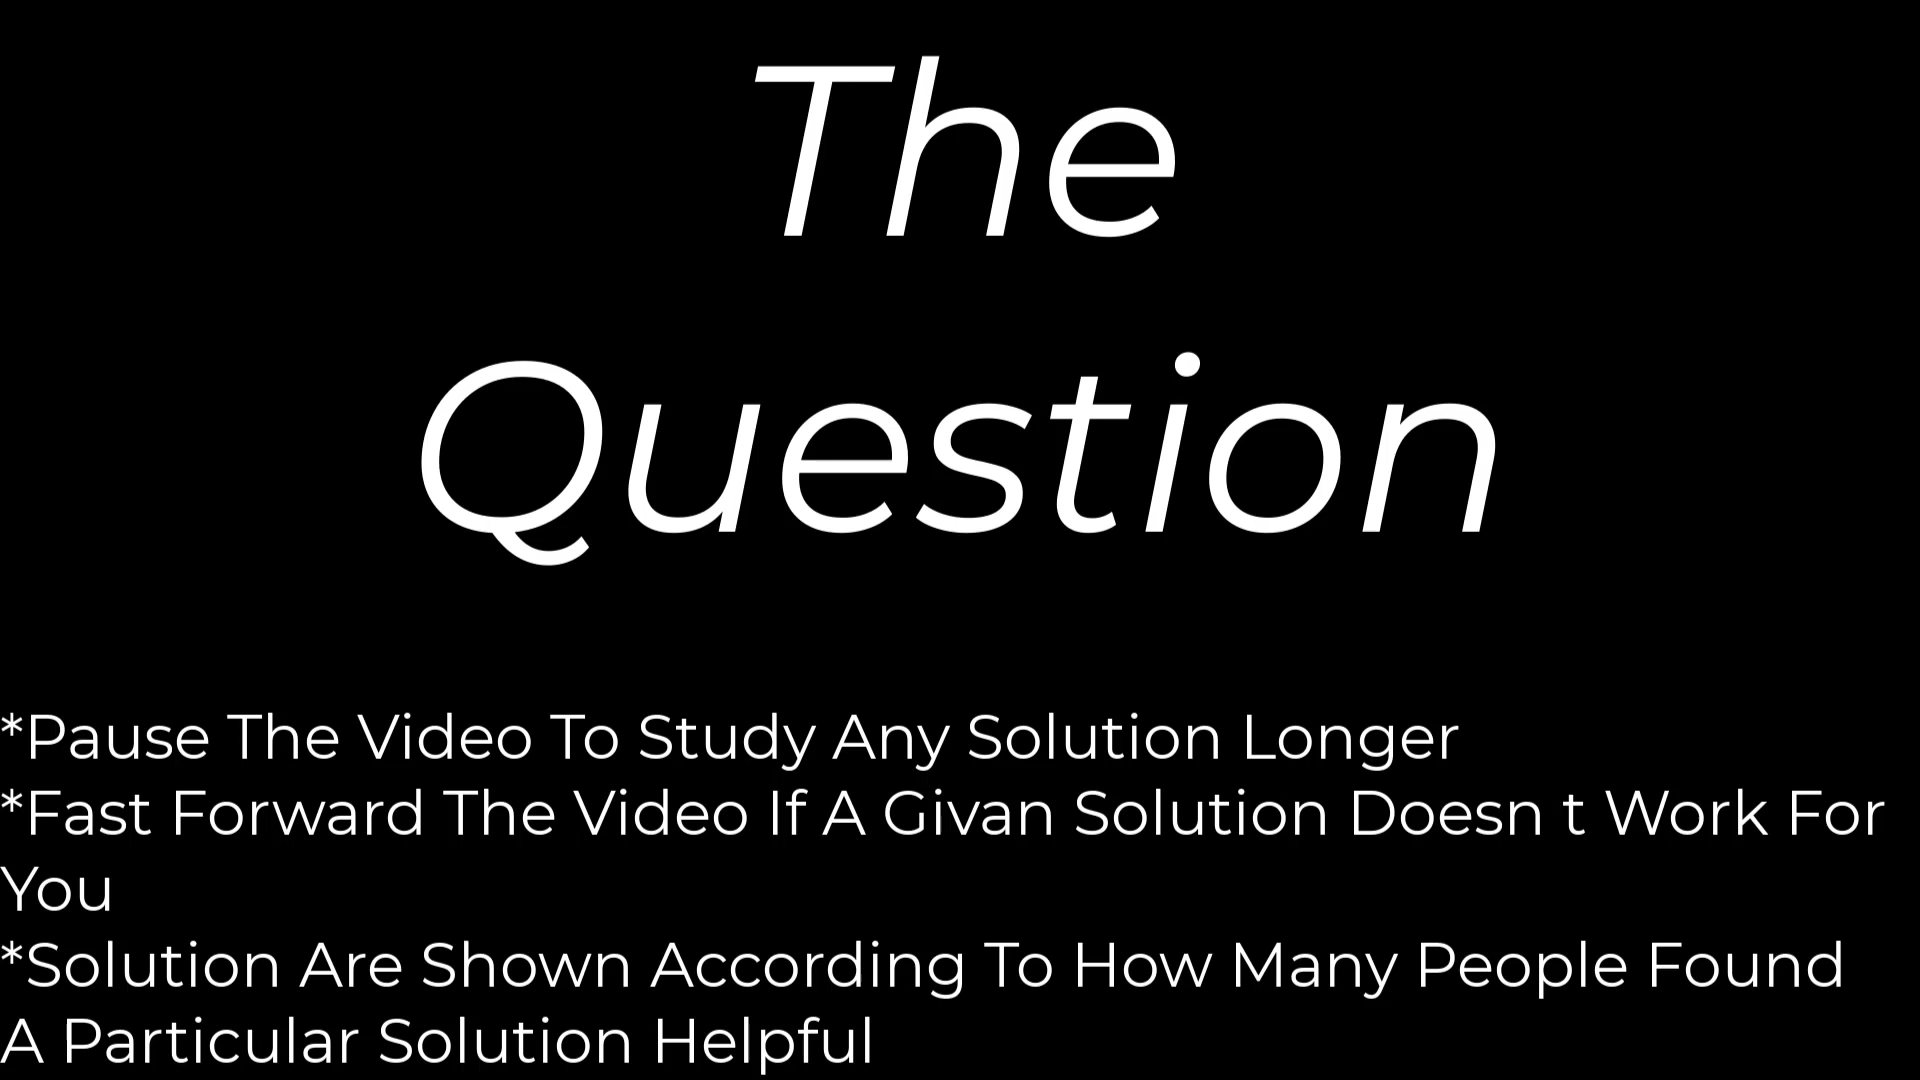 The
Question
*Pause The Video To Study Any Solution Longer
*Fast Forward The Video If A Givan Solution Doesn t Work For
You
*Solution Are Shown According To How Many People Found
A Particular Solution Helpful